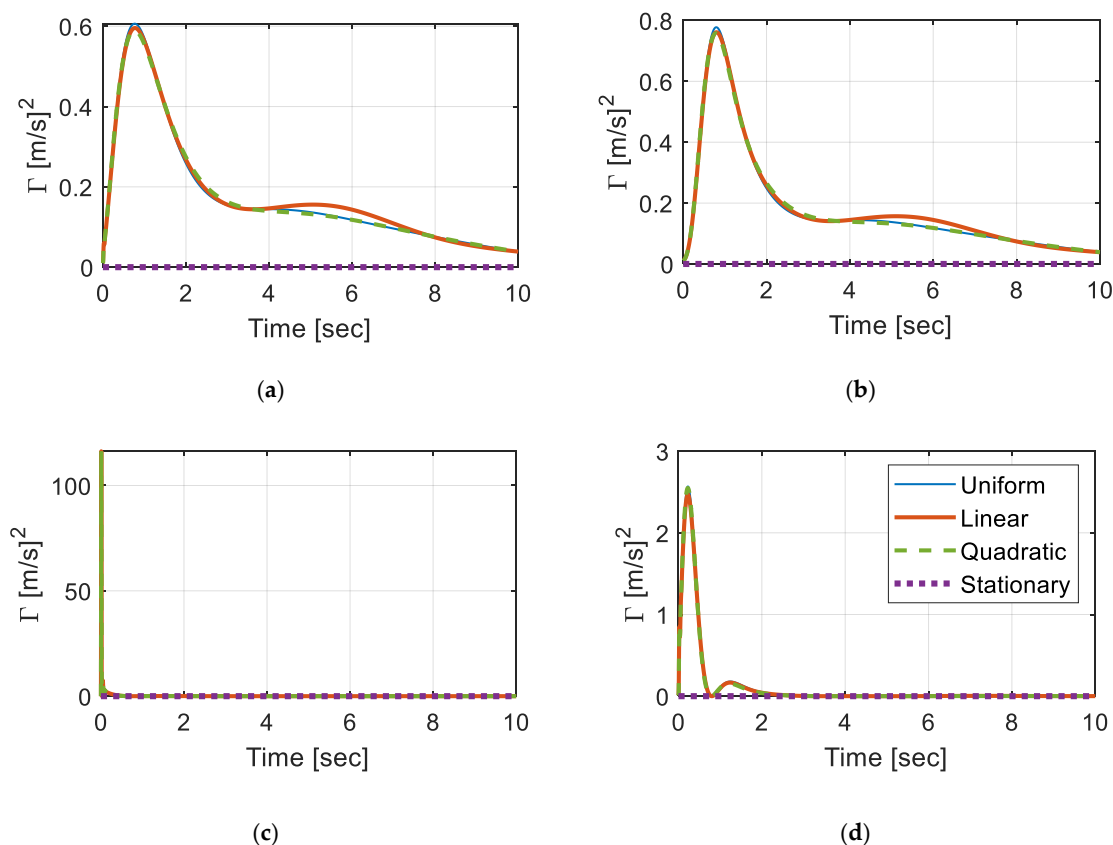 0.6
0.4
0.2
0
0 2 4 6 8 10
Γ [m/s]²
Time [sec]
(a)
0.8
0.6
0.4
0.2
0
0 2 4 6 8 10
Γ [m/s]²
Time [sec]
(b)
100
50
0
0 2 4 6 8 10
Γ [m/s]²
Time [sec]
(c)
3
2
1
0
0 2 4 6 8 10
Γ [m/s]²
Time [sec]
Uniform
Linear
Quadratic
Stationary
(d)